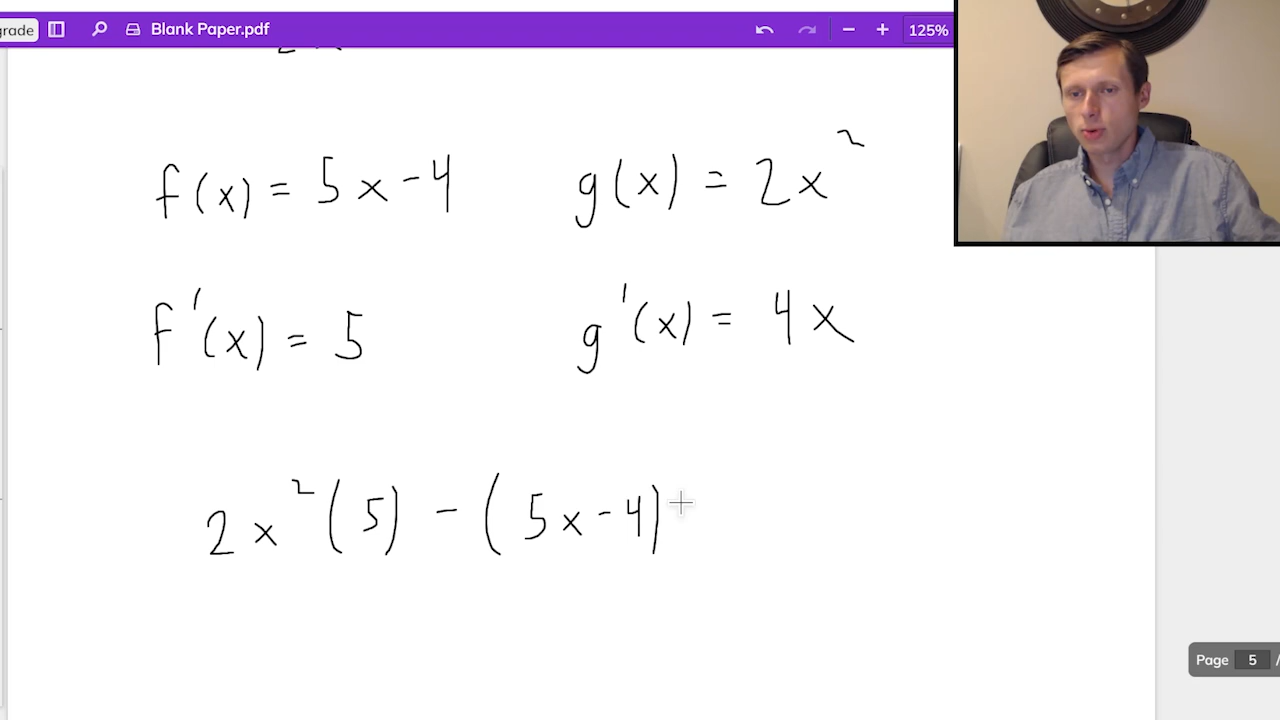 grade Blank Paper.pdf 125%
f(x) = 5x-4 g(x) = 2x²
f'(x) = 5 g'(x) = 4x
2x²(5) - (5x-4)
Page 5 /